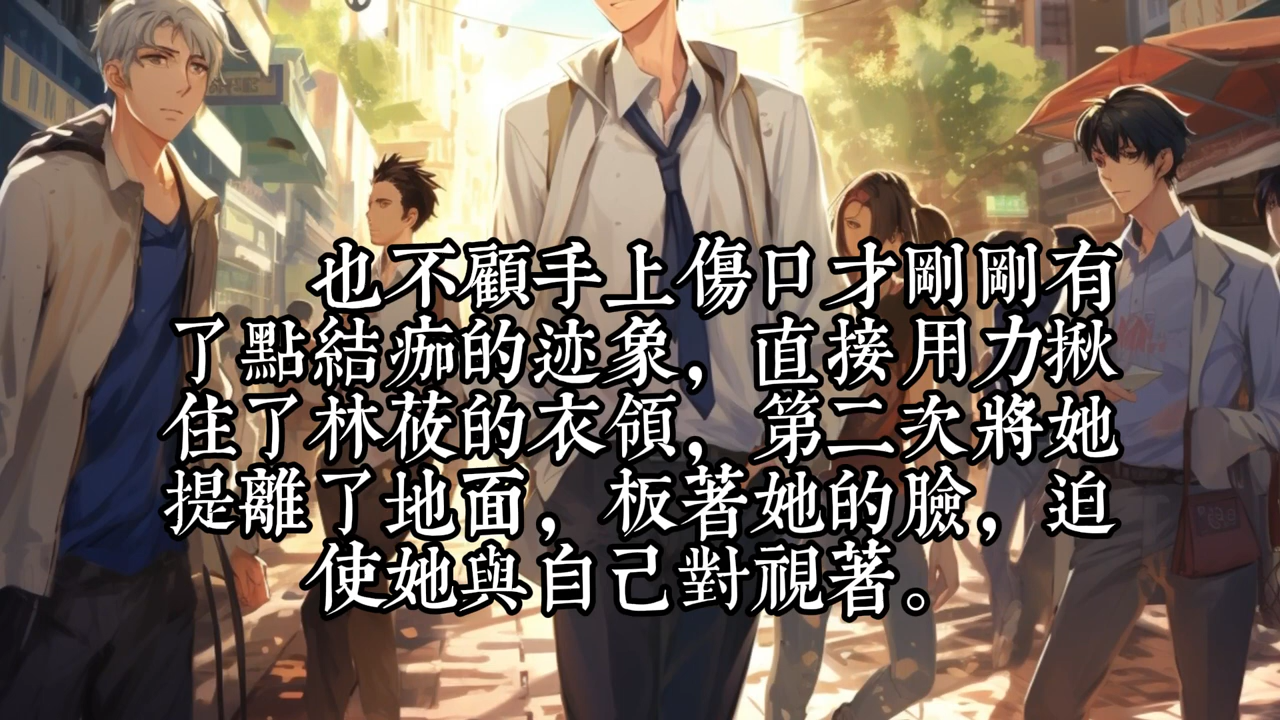 也不顧手上傷口才剛剛有
了點結痂的迹象，直接用力揪
住了林莜的衣領，第二次將她
提離了地面，板著她的臉，迫
使她與自己對視著。